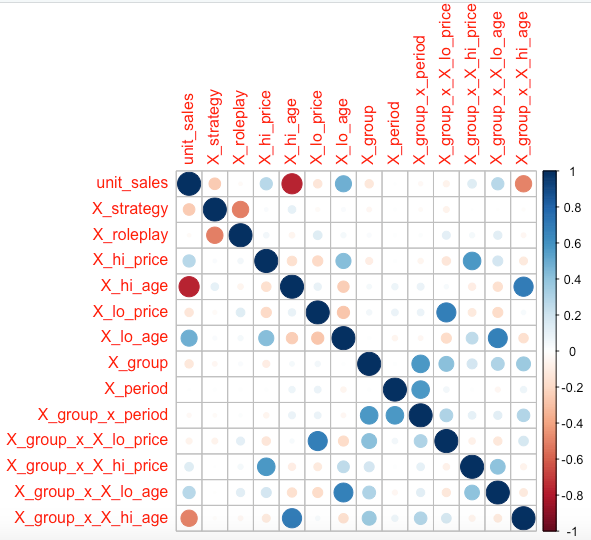 unit_sales
X_strategy
X_roleplay
X_hi_price
X_hi_age
X_lo_price
X_lo_age
X_group
X_period
X_group_x_period
X_group_x_X_lo_price
X_group_x_X_hi_price
X_group_x_X_lo_age
X_group_x_X_hi_age
unit_sales
X_strategy
X_roleplay
X_hi_price
X_hi_age
X_lo_price
X_lo_age
X_group
X_period
X_group_x_period
X_group_x_X_lo_price
X_group_x_X_hi_price
X_group_x_X_lo_age
X_group_x_X_hi_age
1
0.8
0.6
0.4
0.2
0
-0.2
-0.4
-0.6
-0.8
-1